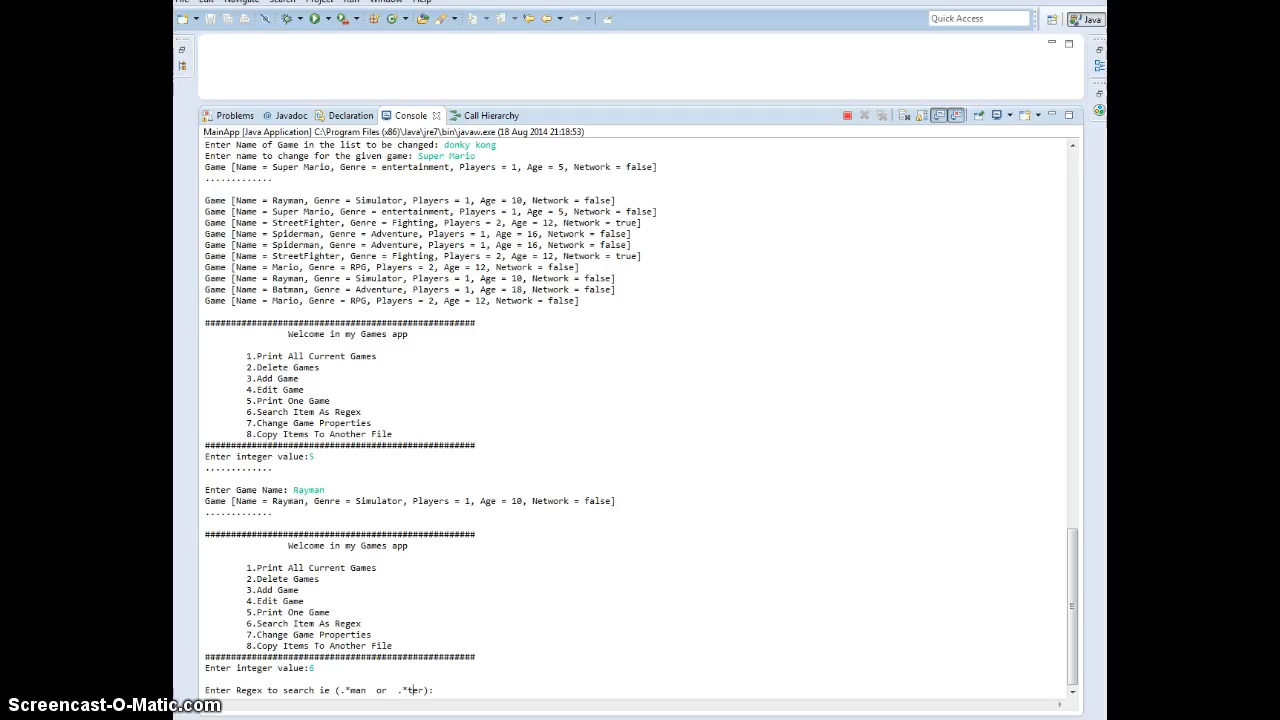 File Edit Navigate Search Project Run Window Help
Quick Access
Java
Problems Javadoc Declaration Console Call Hierarchy
MainApp [Java Application] C:\Program Files (x86)\Java\jre7\bin\javaw.exe (18 Aug 2014 21:18:53)
Enter Name of Game in the list to be changed: donky kong
Enter name to change for the given game: Super Mario
Game [Name = Super Mario, Genre = entertainment, Players = 1, Age = 5, Network = false]
.............
Game [Name = Rayman, Genre = Simulator, Players = 1, Age = 10, Network = false]
Game [Name = Super Mario, Genre = entertainment, Players = 1, Age = 5, Network = false]
Game [Name = StreetFighter, Genre = Fighting, Players = 2, Age = 12, Network = true]
Game [Name = Spiderman, Genre = Adventure, Players = 1, Age = 16, Network = false]
Game [Name = Spiderman, Genre = Adventure, Players = 1, Age = 16, Network = false]
Game [Name = StreetFighter, Genre = Fighting, Players = 2, Age = 12, Network = true]
Game [Name = Mario, Genre = RPG, Players = 2, Age = 12, Network = false]
Game [Name = Rayman, Genre = Simulator, Players = 1, Age = 10, Network = false]
Game [Name = Batman, Genre = Adventure, Players = 1, Age = 18, Network = false]
Game [Name = Mario, Genre = RPG, Players = 2, Age = 12, Network = false]
####################################################
Welcome in my Games app
1.Print All Current Games
2.Delete Games
3.Add Game
4.Edit Game
5.Print One Game
6.Search Item As Regex
7.Change Game Properties
8.Copy Items To Another File
####################################################
Enter integer value:5
.............
Enter Game Name: Rayman
Game [Name = Rayman, Genre = Simulator, Players = 1, Age = 10, Network = false]
.............
####################################################
Welcome in my Games app
1.Print All Current Games
2.Delete Games
3.Add Game
4.Edit Game
5.Print One Game
6.Search Item As Regex
7.Change Game Properties
8.Copy Items To Another File
####################################################
Enter integer value:6
Enter Regex to search ie (.*man or .*ter):
Screencast-O-Matic.com